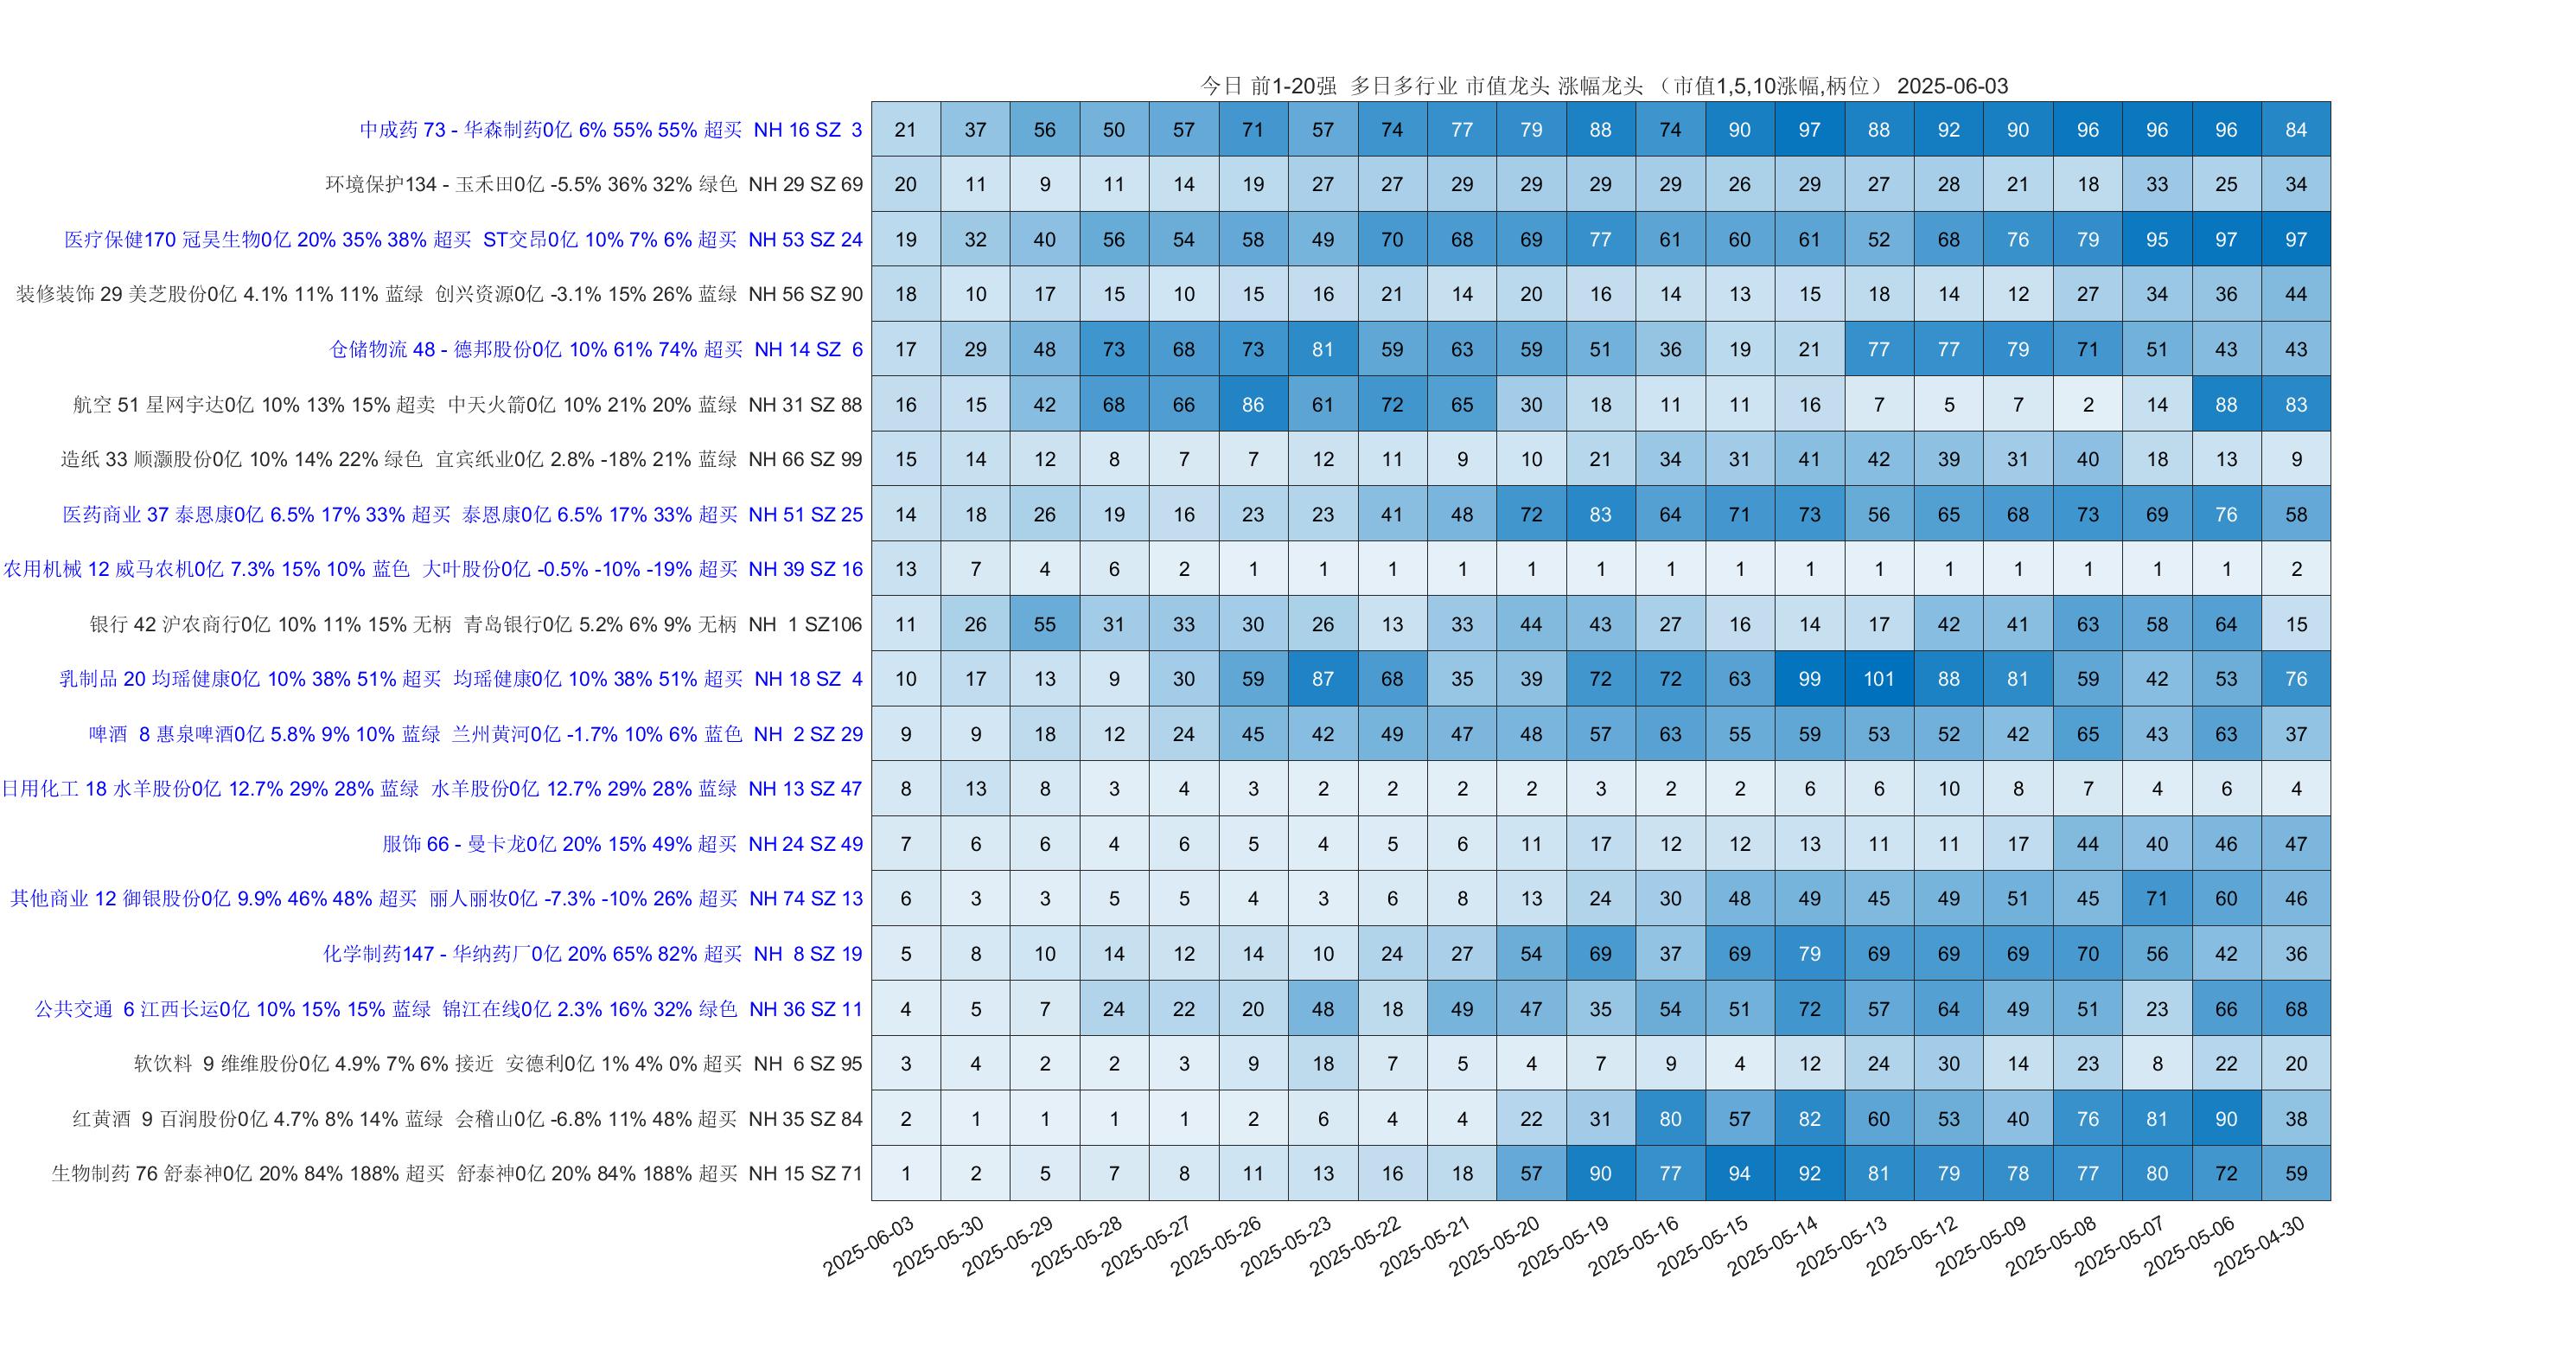 今日 前1-20强 多日多行业 市值龙头 涨幅龙头 （市值1,5,10涨幅,柄位） 2025-06-03
中成药 73 - 华森制药0亿 6% 55% 55% 超买 NH 16 SZ 3 21 37 56 50 57 71 57 74 77 79 88 74 90 97 88 92 90 96 96 96 84
环境保护134 - 玉禾田0亿 -5.5% 36% 32% 绿色 NH 29 SZ 69 20 11 9 11 14 19 27 27 29 29 29 29 26 29 27 28 21 18 33 25 34
医疗保健170 冠昊生物0亿 20% 35% 38% 超买 ST交昂0亿 10% 7% 6% 超买 NH 53 SZ 24 19 32 40 56 54 58 49 70 68 69 77 61 60 61 52 68 76 79 95 97 97
装修装饰 29 美芝股份0亿 4.1% 11% 11% 蓝绿 创兴资源0亿 -3.1% 15% 26% 蓝绿 NH 56 SZ 90 18 10 17 15 10 15 16 21 14 20 16 14 13 15 18 14 12 27 34 36 44
仓储物流 48 - 德邦股份0亿 10% 61% 74% 超买 NH 14 SZ 6 17 29 48 73 68 73 81 59 63 59 51 36 19 21 77 77 79 71 51 43 43
航空 51 星网宇达0亿 10% 13% 15% 超卖 中天火箭0亿 10% 21% 20% 蓝绿 NH 31 SZ 88 16 15 42 68 66 86 61 72 65 30 18 11 11 16 7 5 7 2 14 88 83
造纸 33 顺灏股份0亿 10% 14% 22% 绿色 宜宾纸业0亿 2.8% -18% 21% 蓝绿 NH 66 SZ 99 15 14 12 8 7 7 12 11 9 10 21 34 31 41 42 39 31 40 18 13 9
医药商业 37 泰恩康0亿 6.5% 17% 33% 超买 泰恩康0亿 6.5% 17% 33% 超买 NH 51 SZ 25 14 18 26 19 16 23 23 41 48 72 83 64 71 73 56 65 68 73 69 76 58
农用机械 12 威马农机0亿 7.3% 15% 10% 蓝色 大叶股份0亿 -0.5% -10% -19% 超买 NH 39 SZ 16 13 7 4 6 2 1 1 1 1 1 1 1 1 1 1 1 1 1 1 1 2
银行 42 沪农商行0亿 10% 11% 15% 无柄 青岛银行0亿 5.2% 6% 9% 无柄 NH 1 SZ106 11 26 55 31 33 30 26 13 33 44 43 27 16 14 17 42 41 63 58 64 15
乳制品 20 均瑶健康0亿 10% 38% 51% 超买 均瑶健康0亿 10% 38% 51% 超买 NH 18 SZ 4 10 17 13 9 30 59 87 68 35 39 72 72 63 99 101 88 81 59 42 53 76
啤酒 8 惠泉啤酒0亿 5.8% 9% 10% 蓝绿 兰州黄河0亿 -1.7% 10% 6% 蓝色 NH 2 SZ 29 9 9 18 12 24 45 42 49 47 48 57 63 55 59 53 52 42 65 43 63 37
日用化工 18 水羊股份0亿 12.7% 29% 28% 蓝绿 水羊股份0亿 12.7% 29% 28% 蓝绿 NH 13 SZ 47 8 13 8 3 4 3 2 2 2 2 3 2 2 6 6 10 8 7 4 6 4
服饰 66 - 曼卡龙0亿 20% 15% 49% 超买 NH 24 SZ 49 7 6 6 4 6 5 4 5 6 11 17 12 12 13 11 11 17 44 40 46 47
其他商业 12 御银股份0亿 9.9% 46% 48% 超买 丽人丽妆0亿 -7.3% -10% 26% 超买 NH 74 SZ 13 6 3 3 5 5 4 3 6 8 13 24 30 48 49 45 49 51 45 71 60 46
化学制药147 - 华纳药厂0亿 20% 65% 82% 超买 NH 8 SZ 19 5 8 10 14 12 14 10 24 27 54 69 37 69 79 69 69 69 70 56 42 36
公共交通 6 江西长运0亿 10% 15% 15% 蓝绿 锦江在线0亿 2.3% 16% 32% 绿色 NH 36 SZ 11 4 5 7 24 22 20 48 18 49 47 35 54 51 72 57 64 49 51 23 66 68
软饮料 9 维维股份0亿 4.9% 7% 6% 接近 安德利0亿 1% 4% 0% 超买 NH 6 SZ 95 3 4 2 2 3 9 18 7 5 4 7 9 4 12 24 30 14 23 8 22 20
红黄酒 9 百润股份0亿 4.7% 8% 14% 蓝绿 会稽山0亿 -6.8% 11% 48% 超买 NH 35 SZ 84 2 1 1 1 1 2 6 4 4 22 31 80 57 82 60 53 40 76 81 90 38
生物制药 76 舒泰神0亿 20% 84% 188% 超买 舒泰神0亿 20% 84% 188% 超买 NH 15 SZ 71 1 2 5 7 8 11 13 16 18 57 90 77 94 92 81 79 78 77 80 72 59
2025-06-03 2025-05-30 2025-05-29 2025-05-28 2025-05-27 2025-05-26 2025-05-23 2025-05-22 2025-05-21 2025-05-20 2025-05-19 2025-05-16 2025-05-15 2025-05-14 2025-05-13 2025-05-12 2025-05-09 2025-05-08 2025-05-07 2025-05-06 2025-04-30